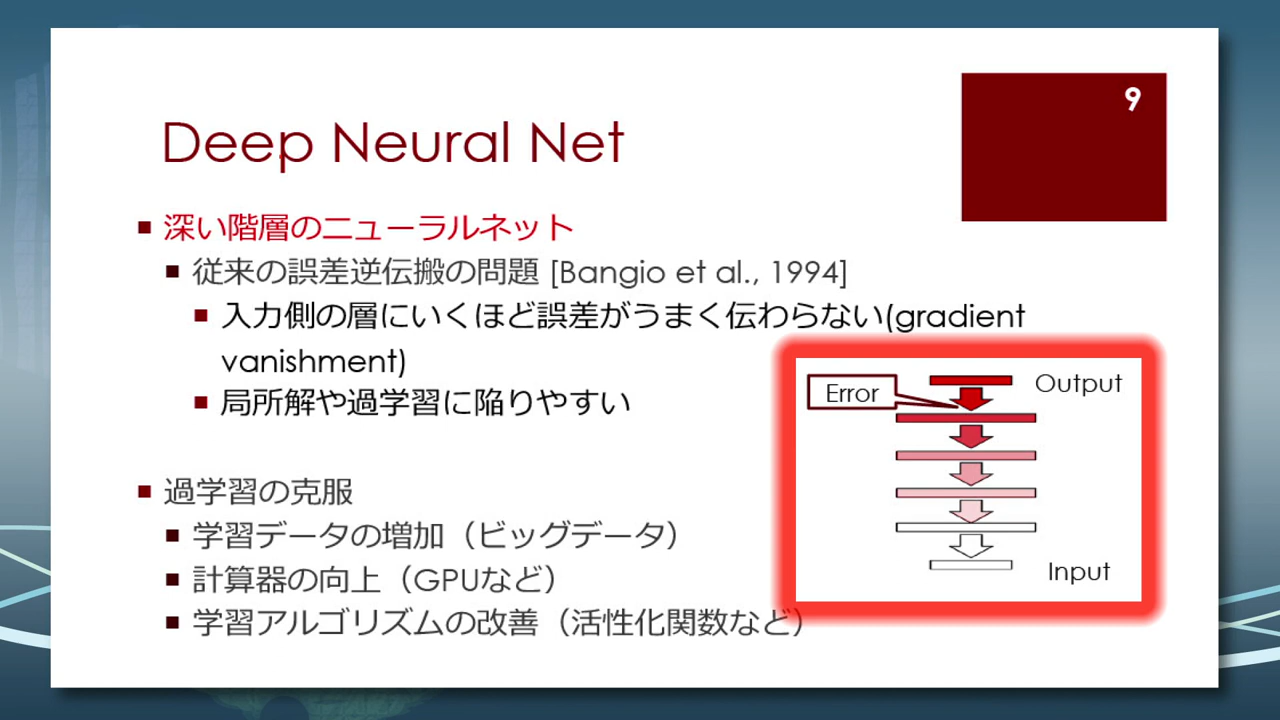 9
Deep Neural Net
深い階層のニューラルネット
従来の誤差逆伝搬の問題 [Bangio et al., 1994]
入力側の層にいくほど誤差がうまく伝わらない(gradient
vanishment)
局所解や過学習に陥りやすい
Error
Output
Input
過学習の克服
学習データの増加（ビッグデータ）
計算器の向上（GPUなど）
学習アルゴリズムの改善（活性化関数など）